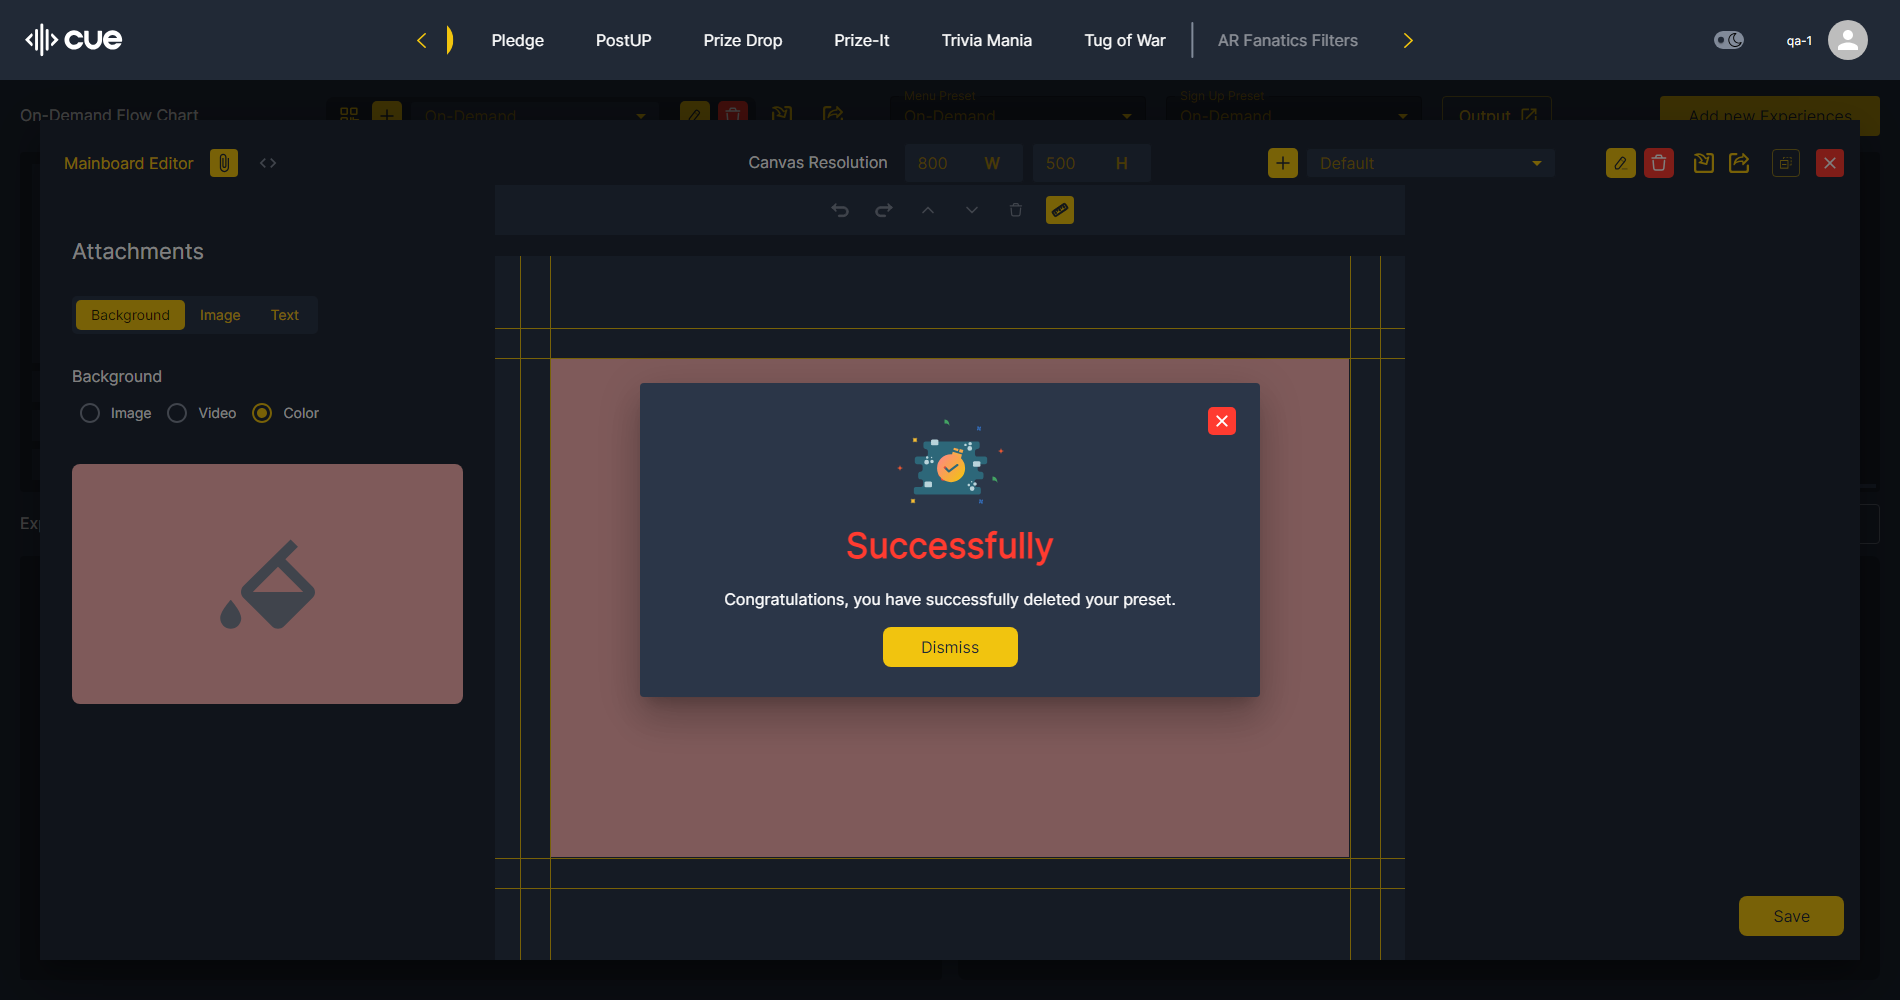 cue
Pledge
PostUP
Prize Drop
Prize-It
Trivia Mania
Tug of War
AR Fanatics Filters
qa-1
On-Demand Flow Chart
On-Demand
Menu Preset
On-Demand
Sign Up Preset
On-Demand
Output
Add new Experiences
Mainboard Editor
Canvas Resolution
800 W
500 H
Default
Attachments
Background
Image
Text
Background
Image
Video
Color
Successfully
Congratulations, you have successfully deleted your preset.
Dismiss
Save